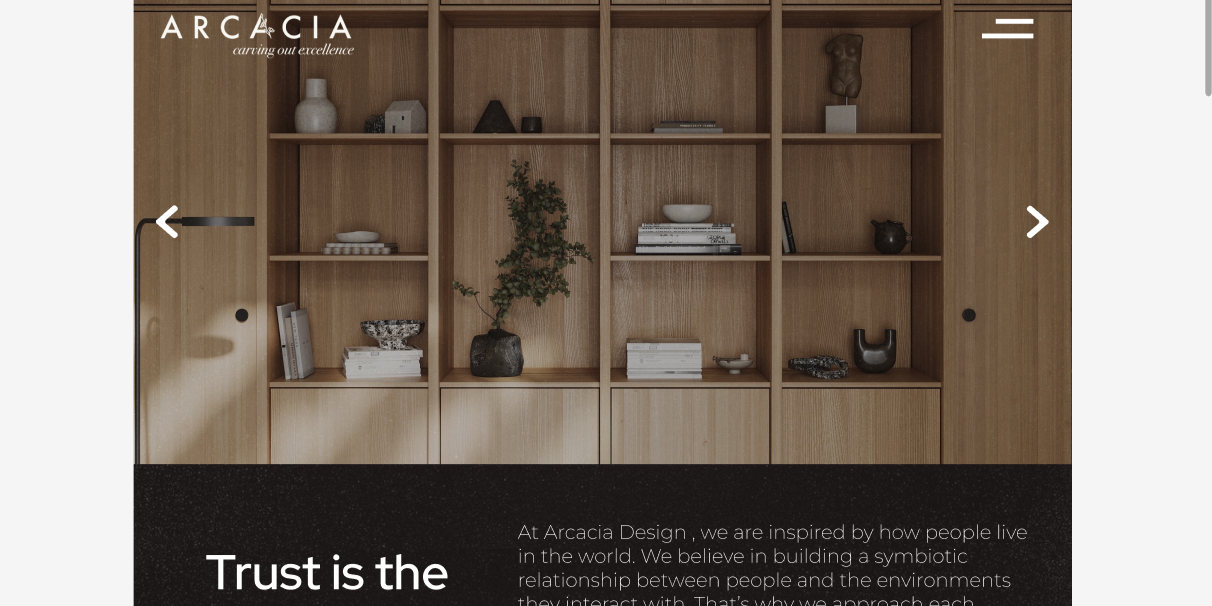 ARCACIA
carving out excellence
Trust is the
At Arcacia Design , we are inspired by how people live
in the world. We believe in building a symbiotic
relationship between people and the environments
they interact with. That's why we approach each